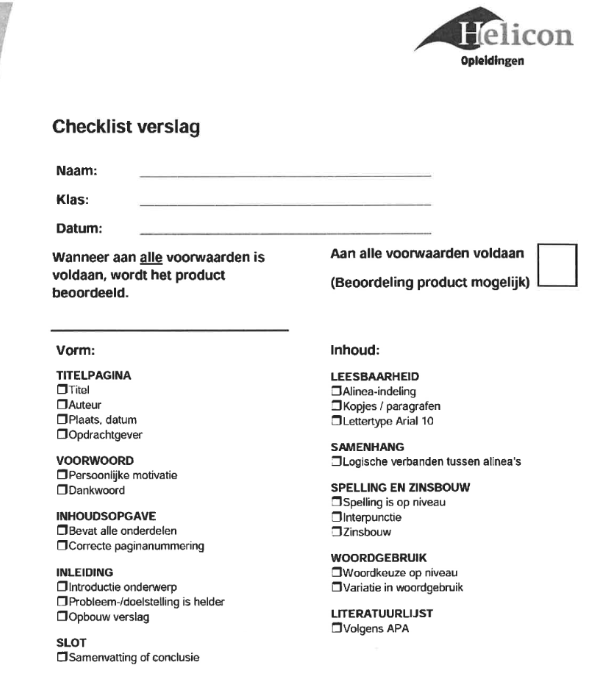 Helicon
Opleidingen
Checklist verslag
Naam:
Klas:
Datum:
Wanneer aan alle voorwaarden is
voldaan, wordt het product
beoordeeld.
Aan alle voorwaarden voldaan
(Beoordeling product mogelijk)
Vorm:
TITELPAGINA
Titel
Auteur
Plaats, datum
Opdrachtgever
VOORWOORD
Persoonlijke motivatie
Dankwoord
INHOUDSOPGAVE
Bevat alle onderdelen
Correcte paginanummering
INLEIDING
Introductie onderwerp
Probleem-/doelstelling is helder
Opbouw verslag
SLOT
Samenvatting of conclusie
Inhoud:
LEESBAARHEID
Alinea-indeling
Kopjes / paragrafen
Lettertype Arial 10
SAMENHANG
Logische verbanden tussen alinea's
SPELLING EN ZINSBOUW
Spelling is op niveau
Interpunctie
Zinsbouw
WOORDGEBRUIK
Woordkeuze op niveau
Variatie in woordgebruik
LITERATUURLIJST
Volgens APA